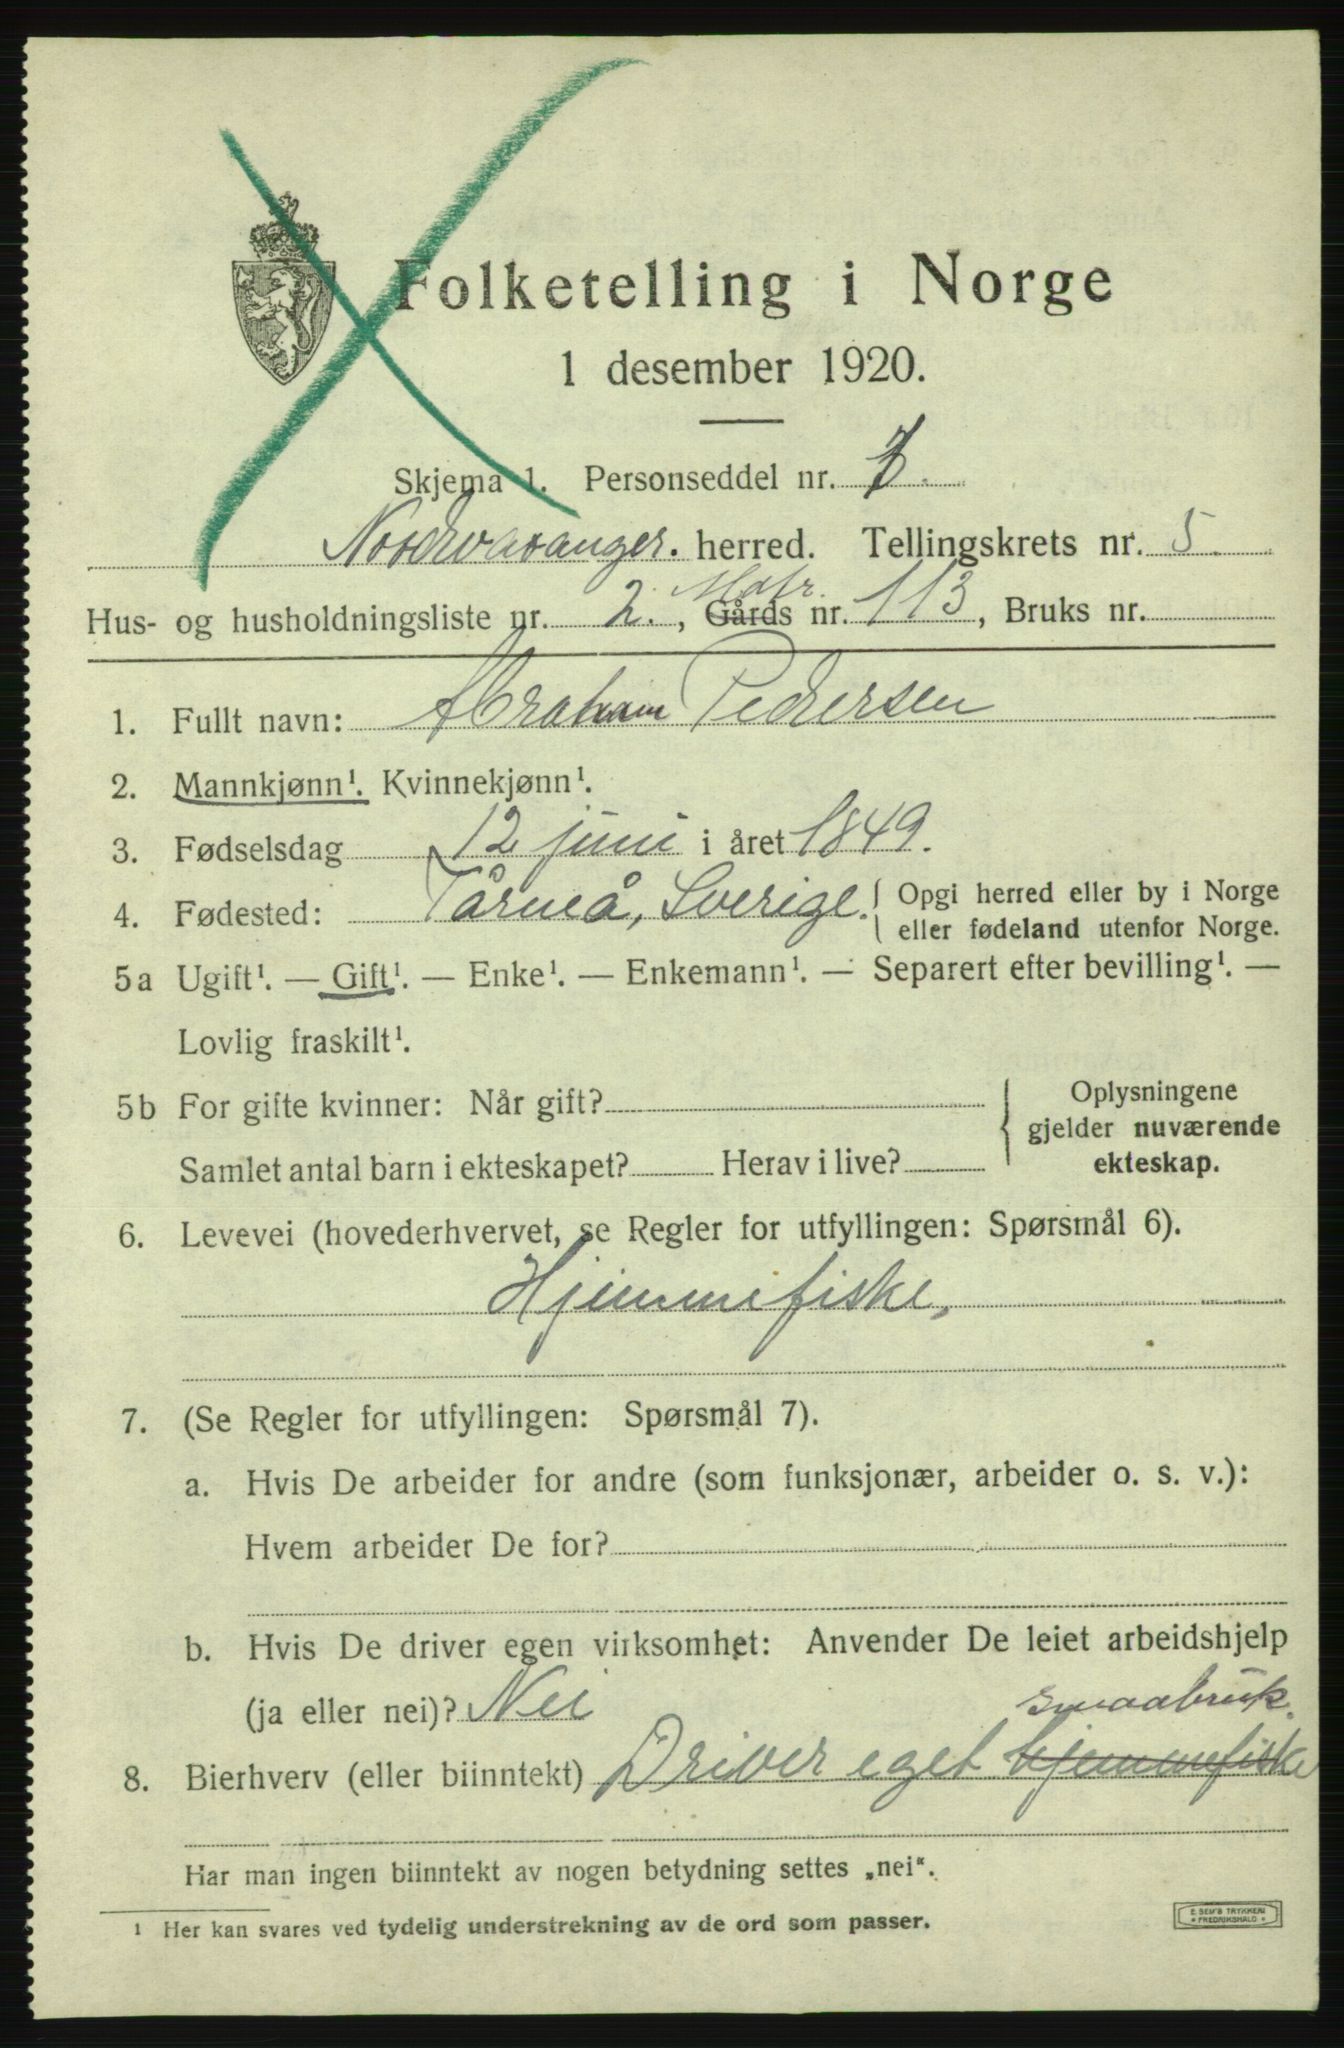 Folketelling i Norge
1 desember 1920.
Skjema 1. Personseddel nr.
Nordvaranger. herred. Tellingskrets nr. 5.
Matr.
Hus- og husholdningsliste nr. 2., Gårds nr. 113, Bruks nr.
1. Fullt navn: Abraham Pedersen
2. Mannkjønn¹. Kvinnekjønn¹.
3. Fødselsdag 12 juni i året 1849.
4. Fødested: Tårneå, Sverige. { Opgi herred eller by i Norge
eller fødeland utenfor Norge.
5a Ugift¹. — Gift¹. — Enke¹. — Enkemann¹. — Separert efter bevilling¹. —
Lovlig fraskilt¹.
5b For gifte kvinner: Når gift?
Samlet antal barn i ekteskapet? Herav i live?
Oplysningene
gjelder nuværende
ekteskap.
6. Levevei (hovederhvervet, se Regler for utfyllingen: Spørsmål 6).
Hjemmefiske,
7. (Se Regler for utfyllingen: Spørsmål 7).
a. Hvis De arbeider for andre (som funksjonær, arbeider o. s. v.):
Hvem arbeider De for?
b. Hvis De driver egen virksomhet: Anvender De leiet arbeidshjelp
(ja eller nei)? Nei
smaabruk.
8. Bierhverv (eller biinntekt) Driver eget hjemmefiske
Har man ingen biinntekt av nogen betydning settes „nei“.
1 Her kan svares ved tydelig understrekning av de ord som passer.
E. SEM'S TRYKKERI
* FREDRIKSHALD *